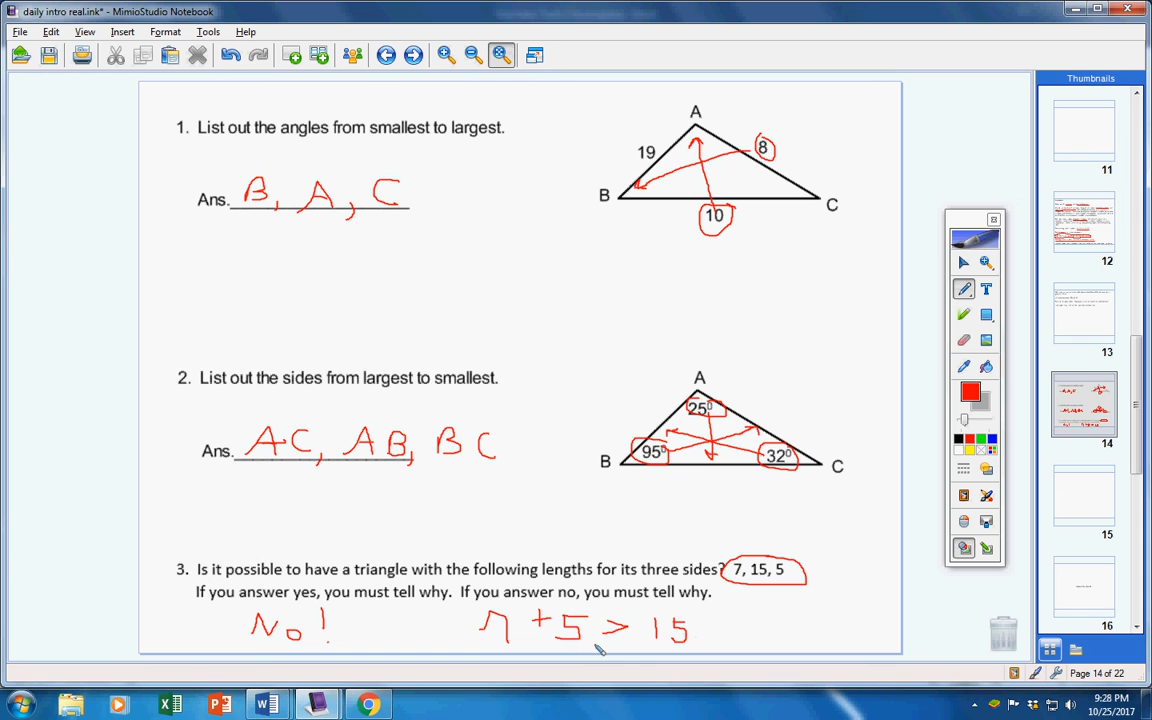 daily intro real.ink* - MimioStudio Notebook
File Edit View Insert Format Tools Help
Thumbnails
1. List out the angles from smallest to largest.
Ans. B, A, C
A
19
8
B
C
10
2. List out the sides from largest to smallest.
Ans. AC, AB, BC
A
25⁰
95⁰
32⁰
B
C
3. Is it possible to have a triangle with the following lengths for its three sides? 7, 15, 5
If you answer yes, you must tell why. If you answer no, you must tell why.
No! 7 + 5 > 15
11
12
13
14
15
16
Page 14 of 22
9:28 PM
10/25/2017